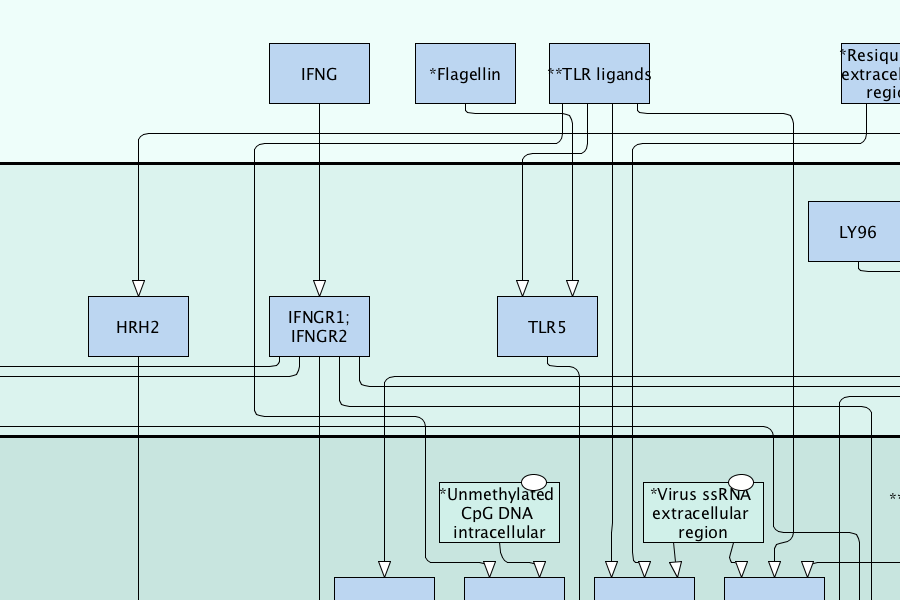 IFNG
*Flagellin
**TLR ligands
*Resiqu
extracel
regio
LY96
HRH2
IFNGR1;
IFNGR2
TLR5
*Unmethylated
CpG DNA
intracellular
*Virus ssRNA
extracellular
region
**